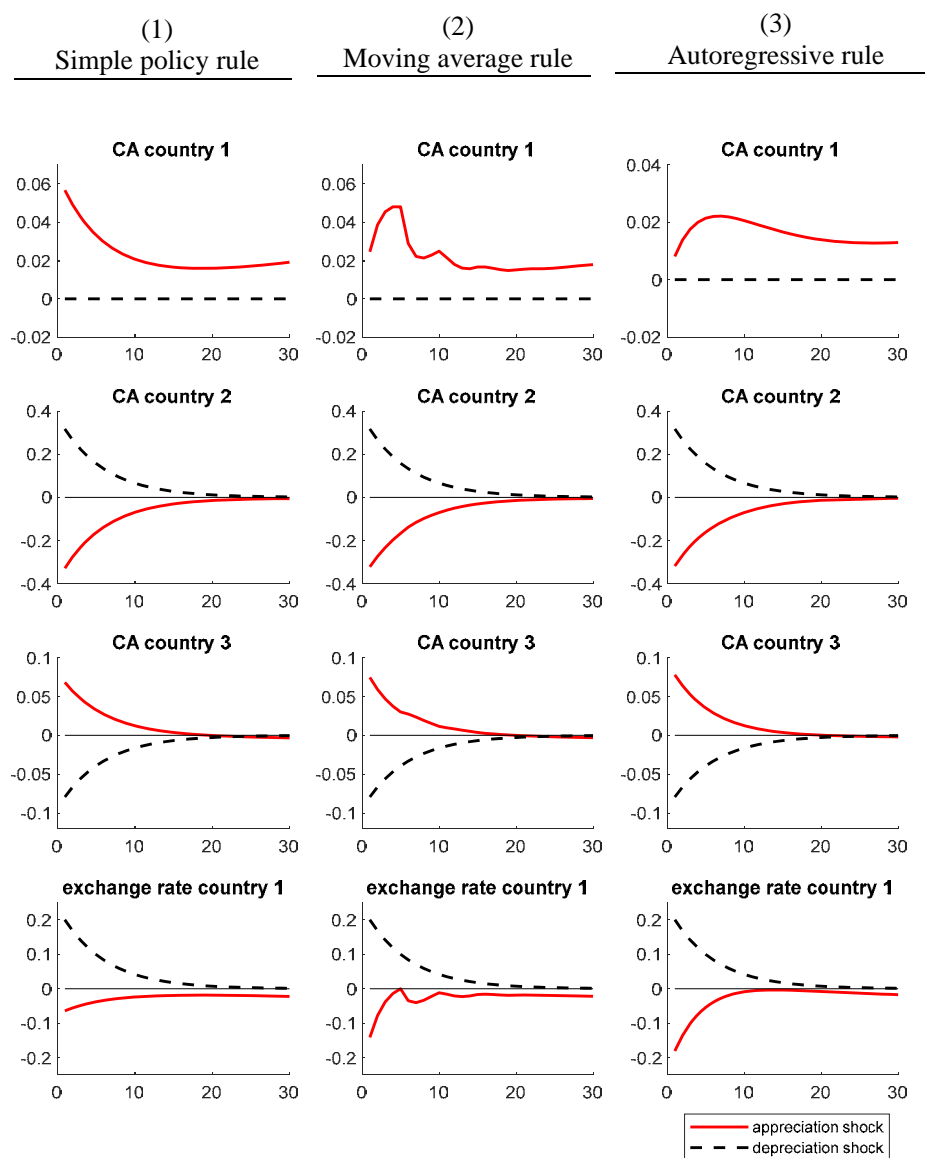 (1) (2) (3)
Simple policy rule Moving average rule Autoregressive rule
CA country 1 CA country 1 CA country 1
0.06 0.06 0.04
0.04 0.04 0.02
0.02 0.02 0
0 0 -0.02
-0.02 -0.02
0 10 20 30 0 10 20 30 0 10 20 30
CA country 2 CA country 2 CA country 2
0.4 0.4 0.4
0.2 0.2 0.2
0 0 0
-0.2 -0.2 -0.2
-0.4 -0.4 -0.4
0 10 20 30 0 10 20 30 0 10 20 30
CA country 3 CA country 3 CA country 3
0.1 0.1 0.1
0.05 0.05 0.05
0 0 0
-0.05 -0.05 -0.05
-0.1 -0.1 -0.1
0 10 20 30 0 10 20 30 0 10 20 30
exchange rate country 1 exchange rate country 1 exchange rate country 1
0.2 0.2 0.2
0.1 0.1 0.1
0 0 0
-0.1 -0.1 -0.1
-0.2 -0.2 -0.2
0 10 20 30 0 10 20 30 0 10 20 30
appreciation shock
depreciation shock